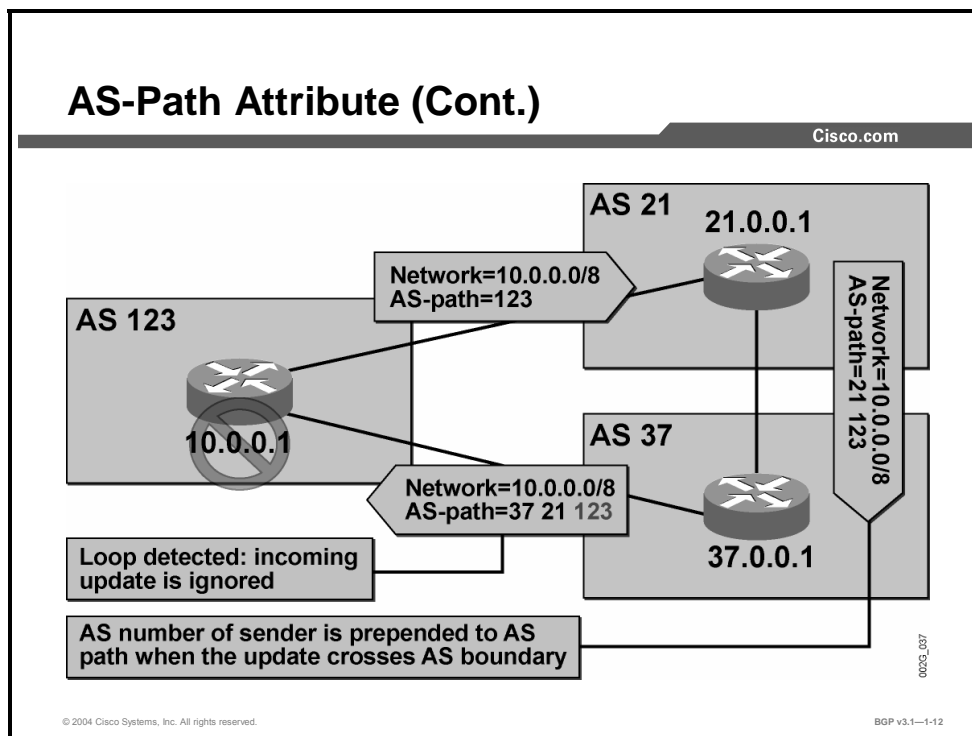 AS-Path Attribute (Cont.)
Cisco.com
AS 21
21.0.0.1
Network=10.0.0.0/8
AS-path=123
Network=10.0.0.0/8
AS-path=21 123
AS 123
10.0.0.1
AS 37
37.0.0.1
Network=10.0.0.0/8
AS-path=37 21 123
Loop detected: incoming
update is ignored
AS number of sender is prepended to AS
path when the update crosses AS boundary
002G_037
© 2004 Cisco Systems, Inc. All rights reserved.
BGP v3.1—1-12